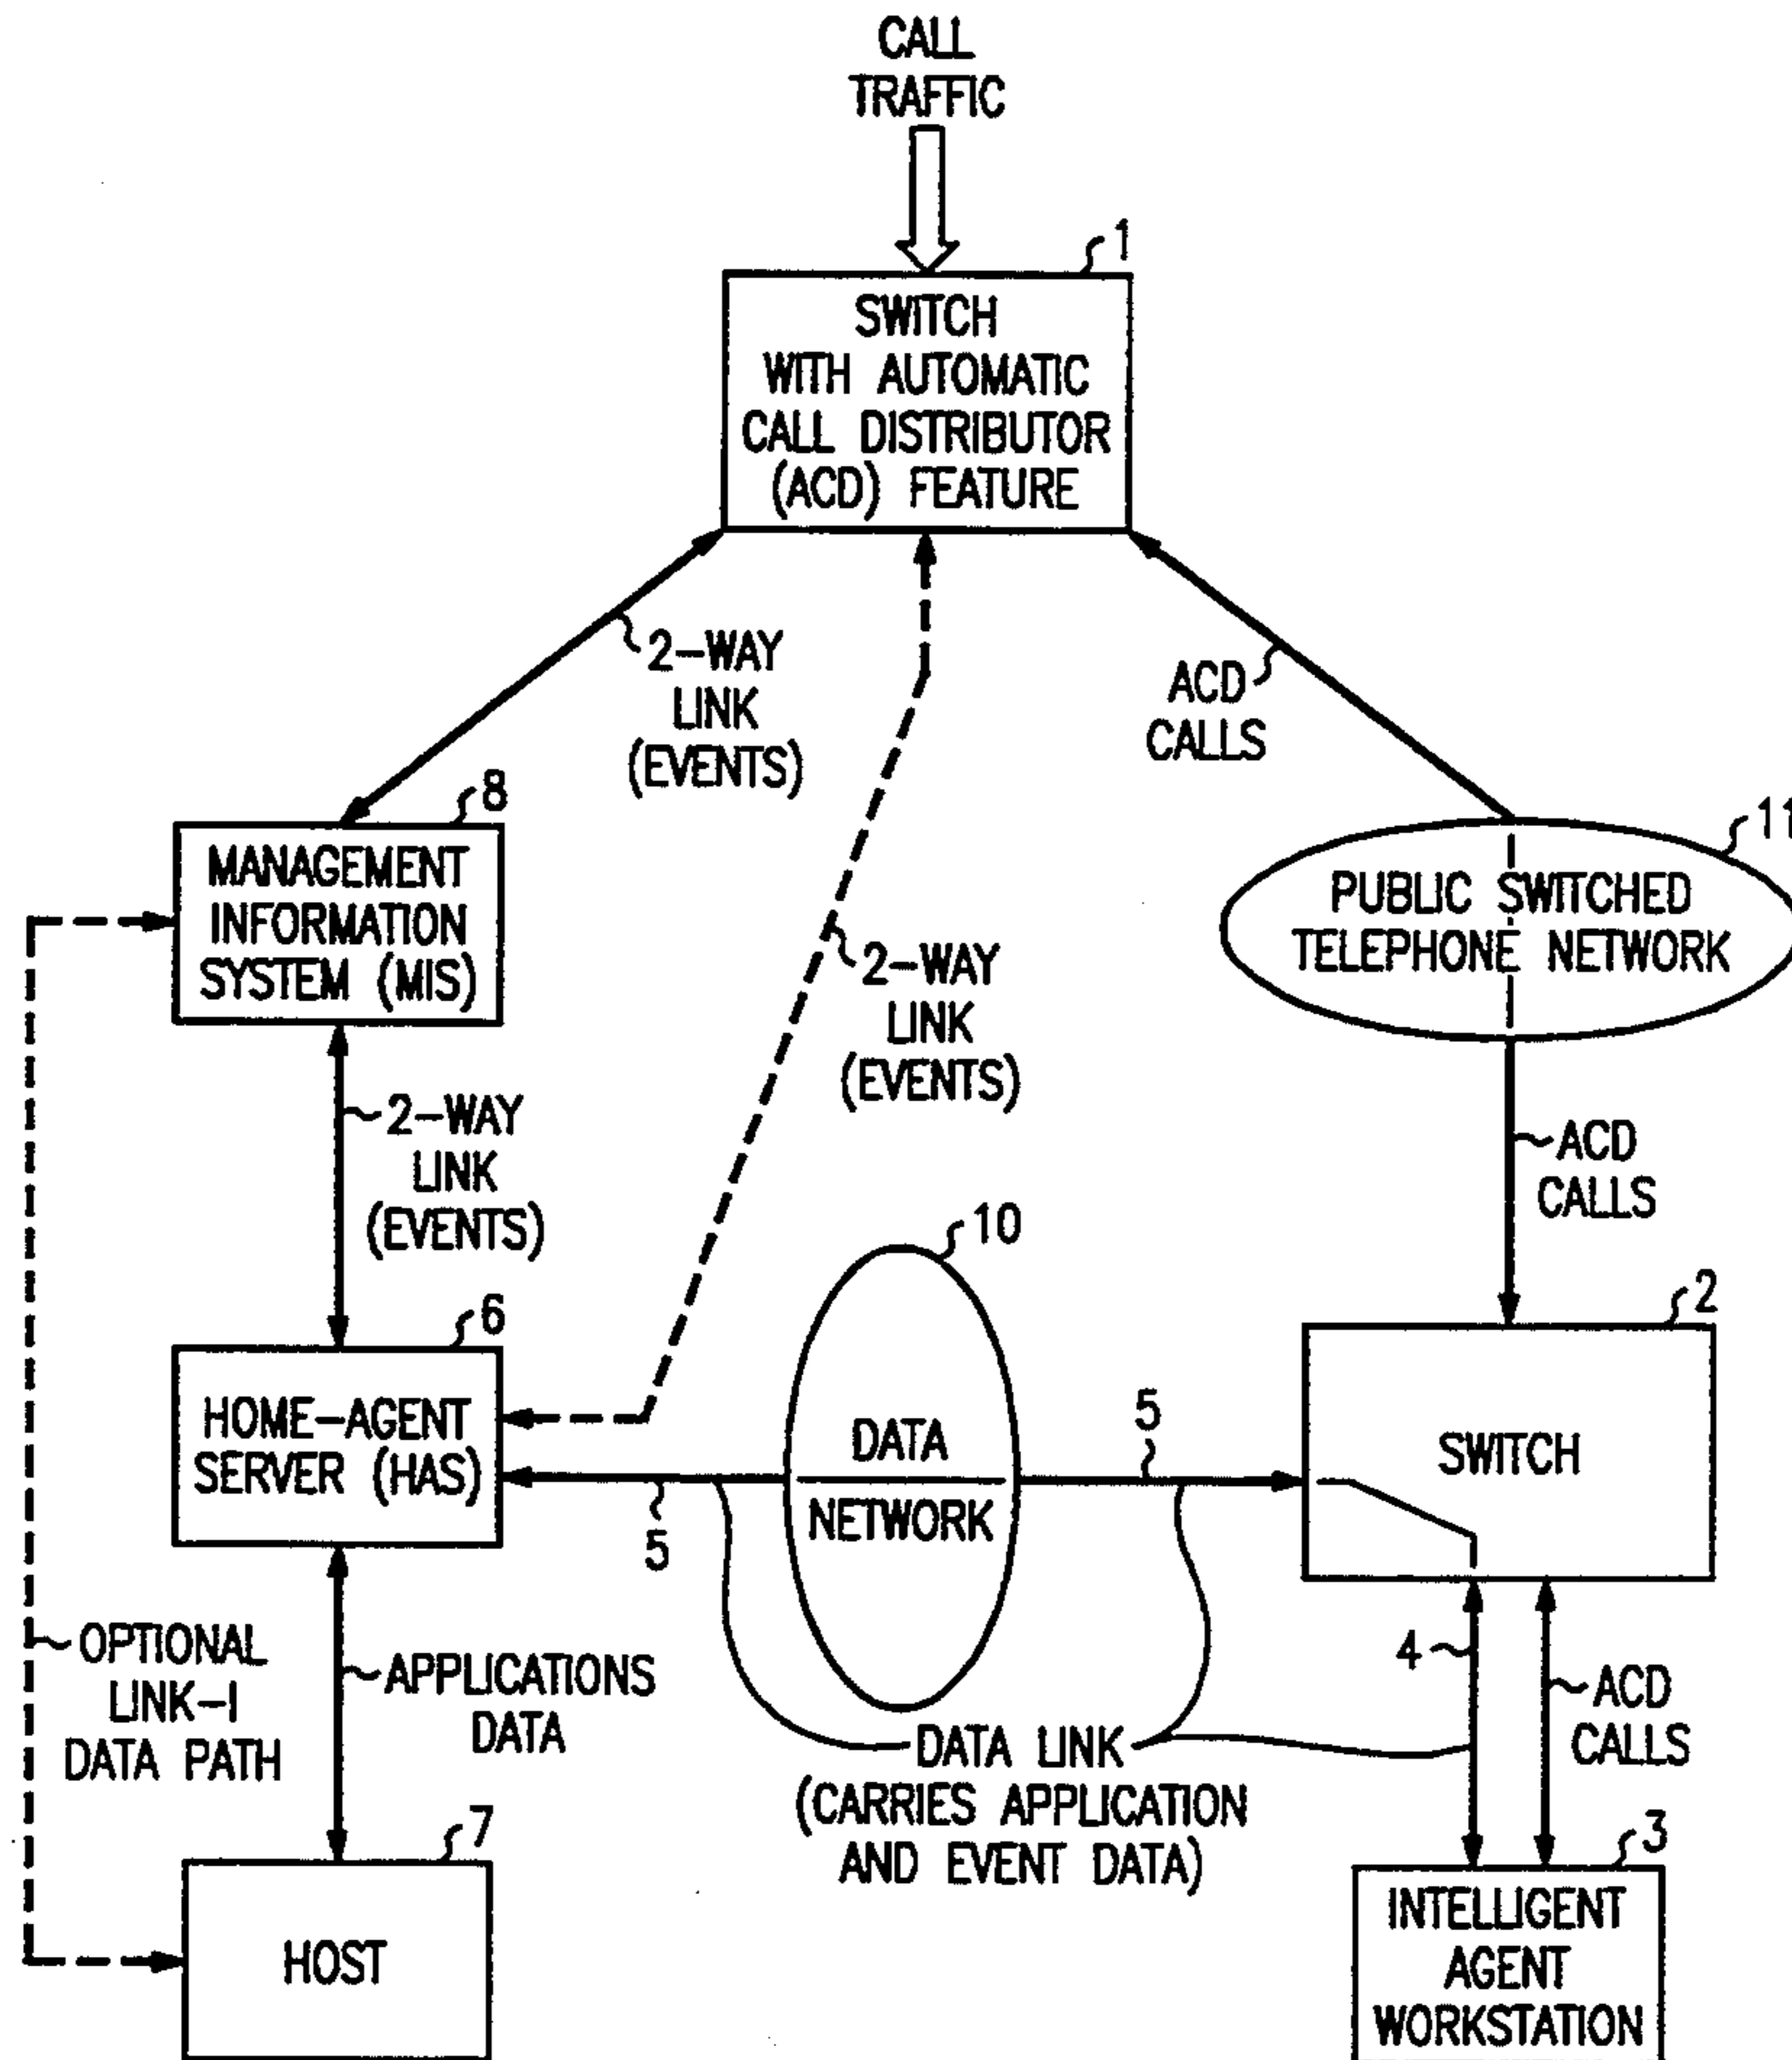 CALL
TRAFFIC
1
SWITCH
WITH AUTOMATIC
CALL DISTRIBUTOR
(ACD) FEATURE
2-WAY
LINK
(EVENTS)
ACD
CALLS
8
MANAGEMENT
INFORMATION
SYSTEM (MIS)
11
PUBLIC SWITCHED
TELEPHONE NETWORK
2-WAY
LINK
(EVENTS)
2-WAY
LINK
(EVENTS)
ACD
CALLS
10
6
HOME-AGENT
SERVER (HAS)
DATA
NETWORK
5
5
2
SWITCH
OPTIONAL
LINK-1
DATA PATH
APPLICATIONS
DATA
DATA LINK
(CARRIES APPLICATION
AND EVENT DATA)
4
ACD
CALLS
7
HOST
3
INTELLIGENT
AGENT
WORKSTATION